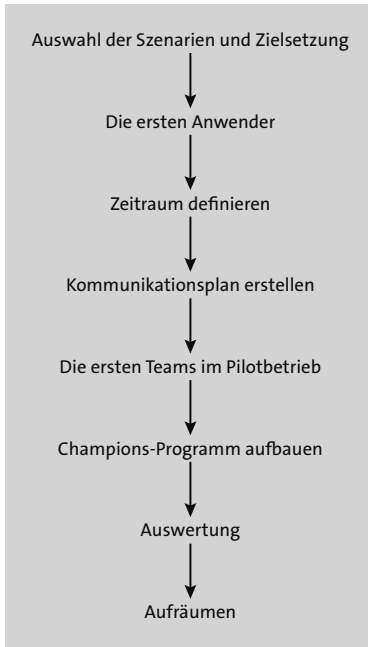 Auswahl der Szenarien und Zielsetzung
Die ersten Anwender
Zeitraum definieren
Kommunikationsplan erstellen
Die ersten Teams im Pilotbetrieb
Champions-Programm aufbauen
Auswertung
Aufräumen